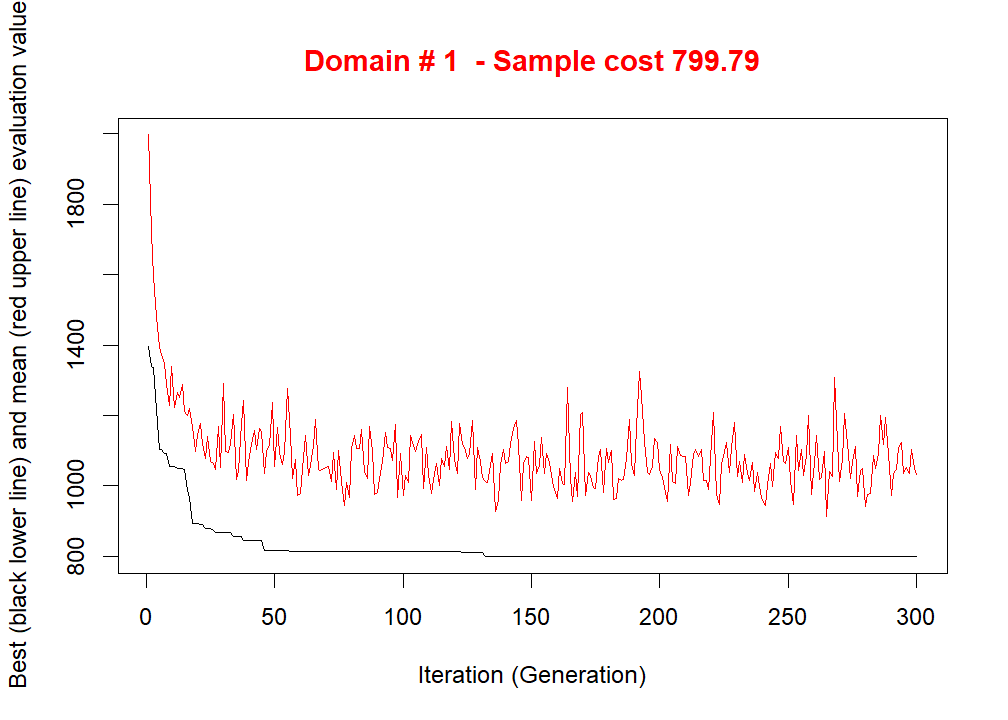 Domain # 1  - Sample cost 799.79
Best (black lower line) and mean (red upper line) evaluation value
1800
1400
1000
800
0 50 100 150 200 250 300
Iteration (Generation)